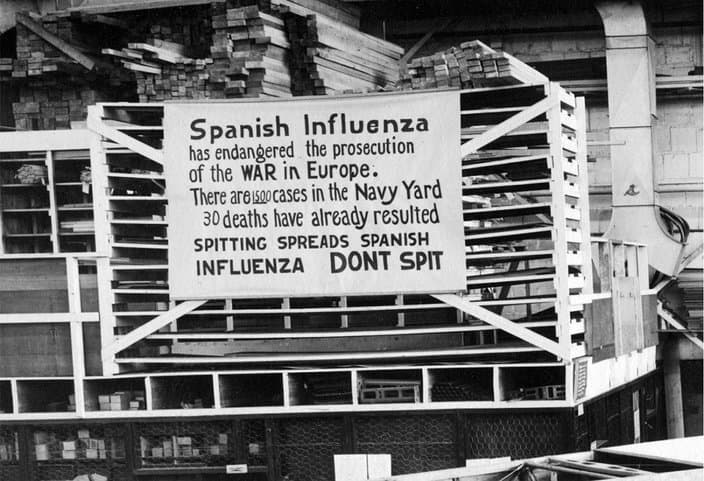 Spanish Influenza
has endangered the prosecution
of the WAR in Europe.
There are 1500 cases in the Navy Yard
30 deaths have already resulted
SPITTING SPREADS SPANISH
INFLUENZA DONT SPIT